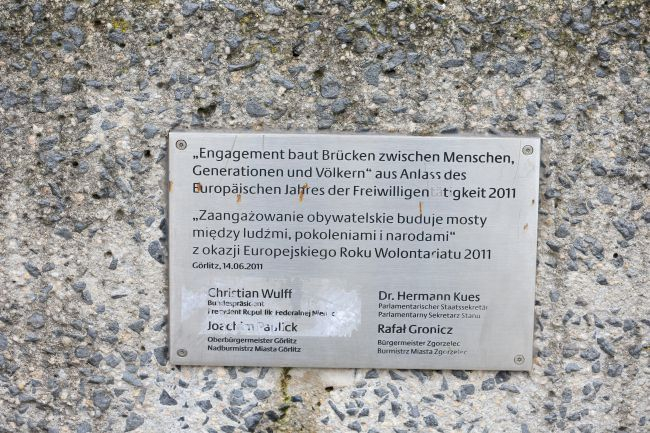 „Engagement baut Brücken zwischen Menschen,
Generationen und Völkern“ aus Anlass des
Europäischen Jahres der Freiwilligentätigkeit 2011
„Zaangażowanie obywatelskie buduje mosty
między ludźmi, pokoleniami i narodami“
z okazji Europejskiego Roku Wolontariatu 2011
Görlitz, 14.06.2011
Christian Wulff
Bundespräsident
Prezydent Republik Federalnej Niemiec
Joachim Paulick
Oberbürgermeister Görlitz
Nadburmistrz Miasta Görlitz
Dr. Hermann Kues
Parlamentarischer Staatssekretär
Parlamentarny Sekretarz Stanu
Rafał Gronicz
Bürgermeister Zgorzelec
Burmistrz Miasta Zgorzelec